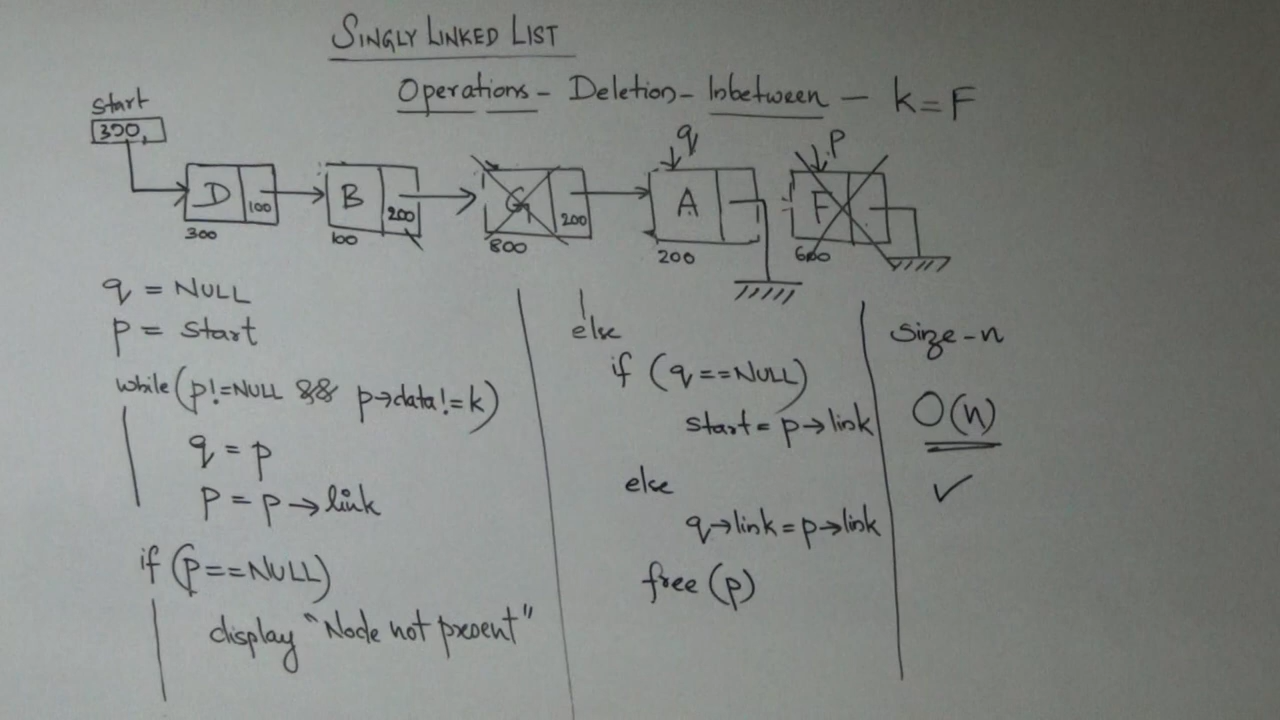 SINGLY LINKED LIST
Operations - Deletion - Inbetween - k = F
start
300
q
p
D 100
B 200
G 200
A
F
300
100
800
200
600
q = NULL
p = start
while (p!=NULL && p→data!=k)
q = p
p = p→link
if (p==NULL)
display "Node not present"
else
if (q==NULL)
start = p→link
else
q→link = p→link
free (p)
size - n
O(n)